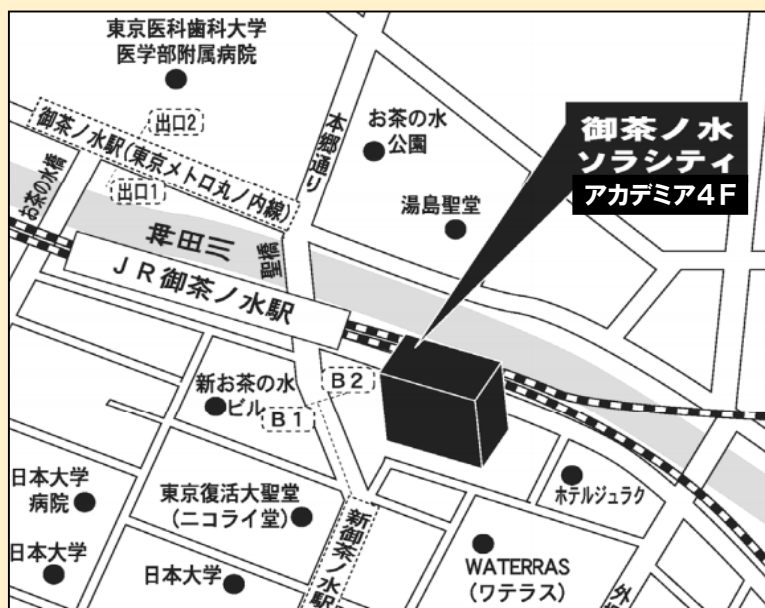 東京医科歯科大学
医学部附属病院
出口2
御茶ノ水駅(東京メトロ丸ノ内線)
出口1
お茶の水橋
本郷通り
お茶の水
公園
湯島聖堂
御茶ノ水
ソラシティ
アカデミア4F
神田川
聖橋
JR御茶ノ水駅
新お茶の水
ビル
B2
B1
日本大学
病院
東京復活大聖堂
(ニコライ堂)
ホテルジュラク
日本大学
日本大学
新御茶ノ水駅
WATERRAS
(ワテラス)
外